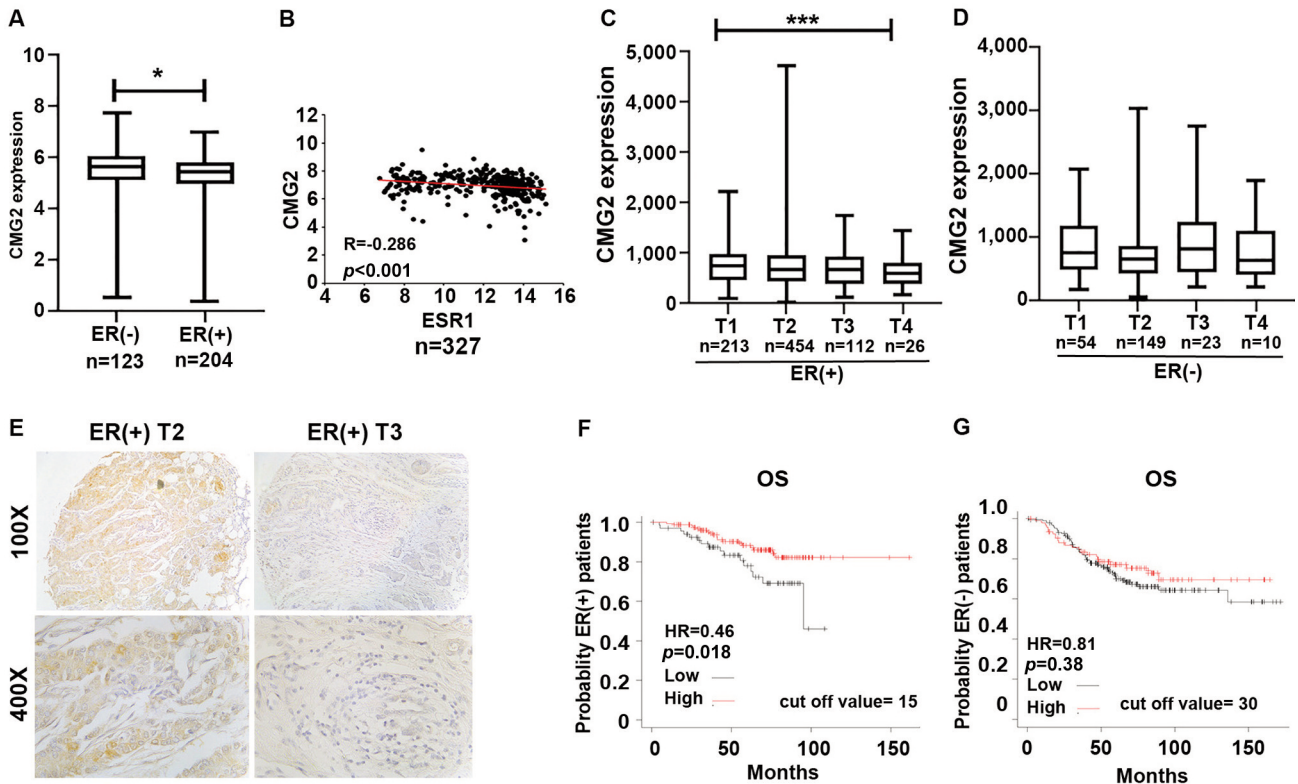 A
CMG2 expression
10
8
6
4
2
0
*
ER(-)
n=123
ER(+)
n=204
B
CMG2
12
10
8
6
4
2
0
R=-0.286
p<0.001
4 6 8 10 12 14 16
ESR1
n=327
C
***
CMG2 expression
5,000
4,000
3,000
2,000
1,000
0
T1 T2 T3 T4
n=213 n=454 n=112 n=26
ER(+)
D
CMG2 expression
4,000
3,000
2,000
1,000
0
T1 T2 T3 T4
n=54 n=149 n=23 n=10
ER(-)
E
ER(+) T2 ER(+) T3
100X
400X
F
OS
Probablity ER(+) patients
1.0
0.8
0.6
0.4
0.2
0
HR=0.46
p=0.018
Low
High
cut off value= 15
0 50 100 150
Months
G
OS
Probablity ER(-) patients
1.0
0.8
0.6
0.4
0.2
0
HR=0.81
p=0.38
Low
High
cut off value= 30
0 50 100 150
Months